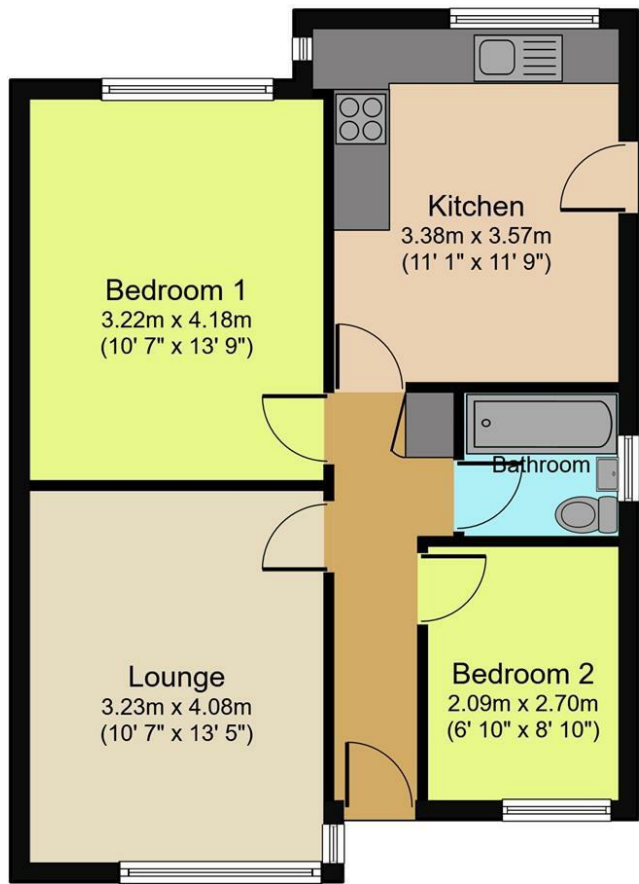 Kitchen
3.38m x 3.57m
(11' 1" x 11' 9")
Bedroom 1
3.22m x 4.18m
(10' 7" x 13' 9")
Bathroom
Lounge
3.23m x 4.08m
(10' 7" x 13' 5")
Bedroom 2
2.09m x 2.70m
(6' 10" x 8' 10")